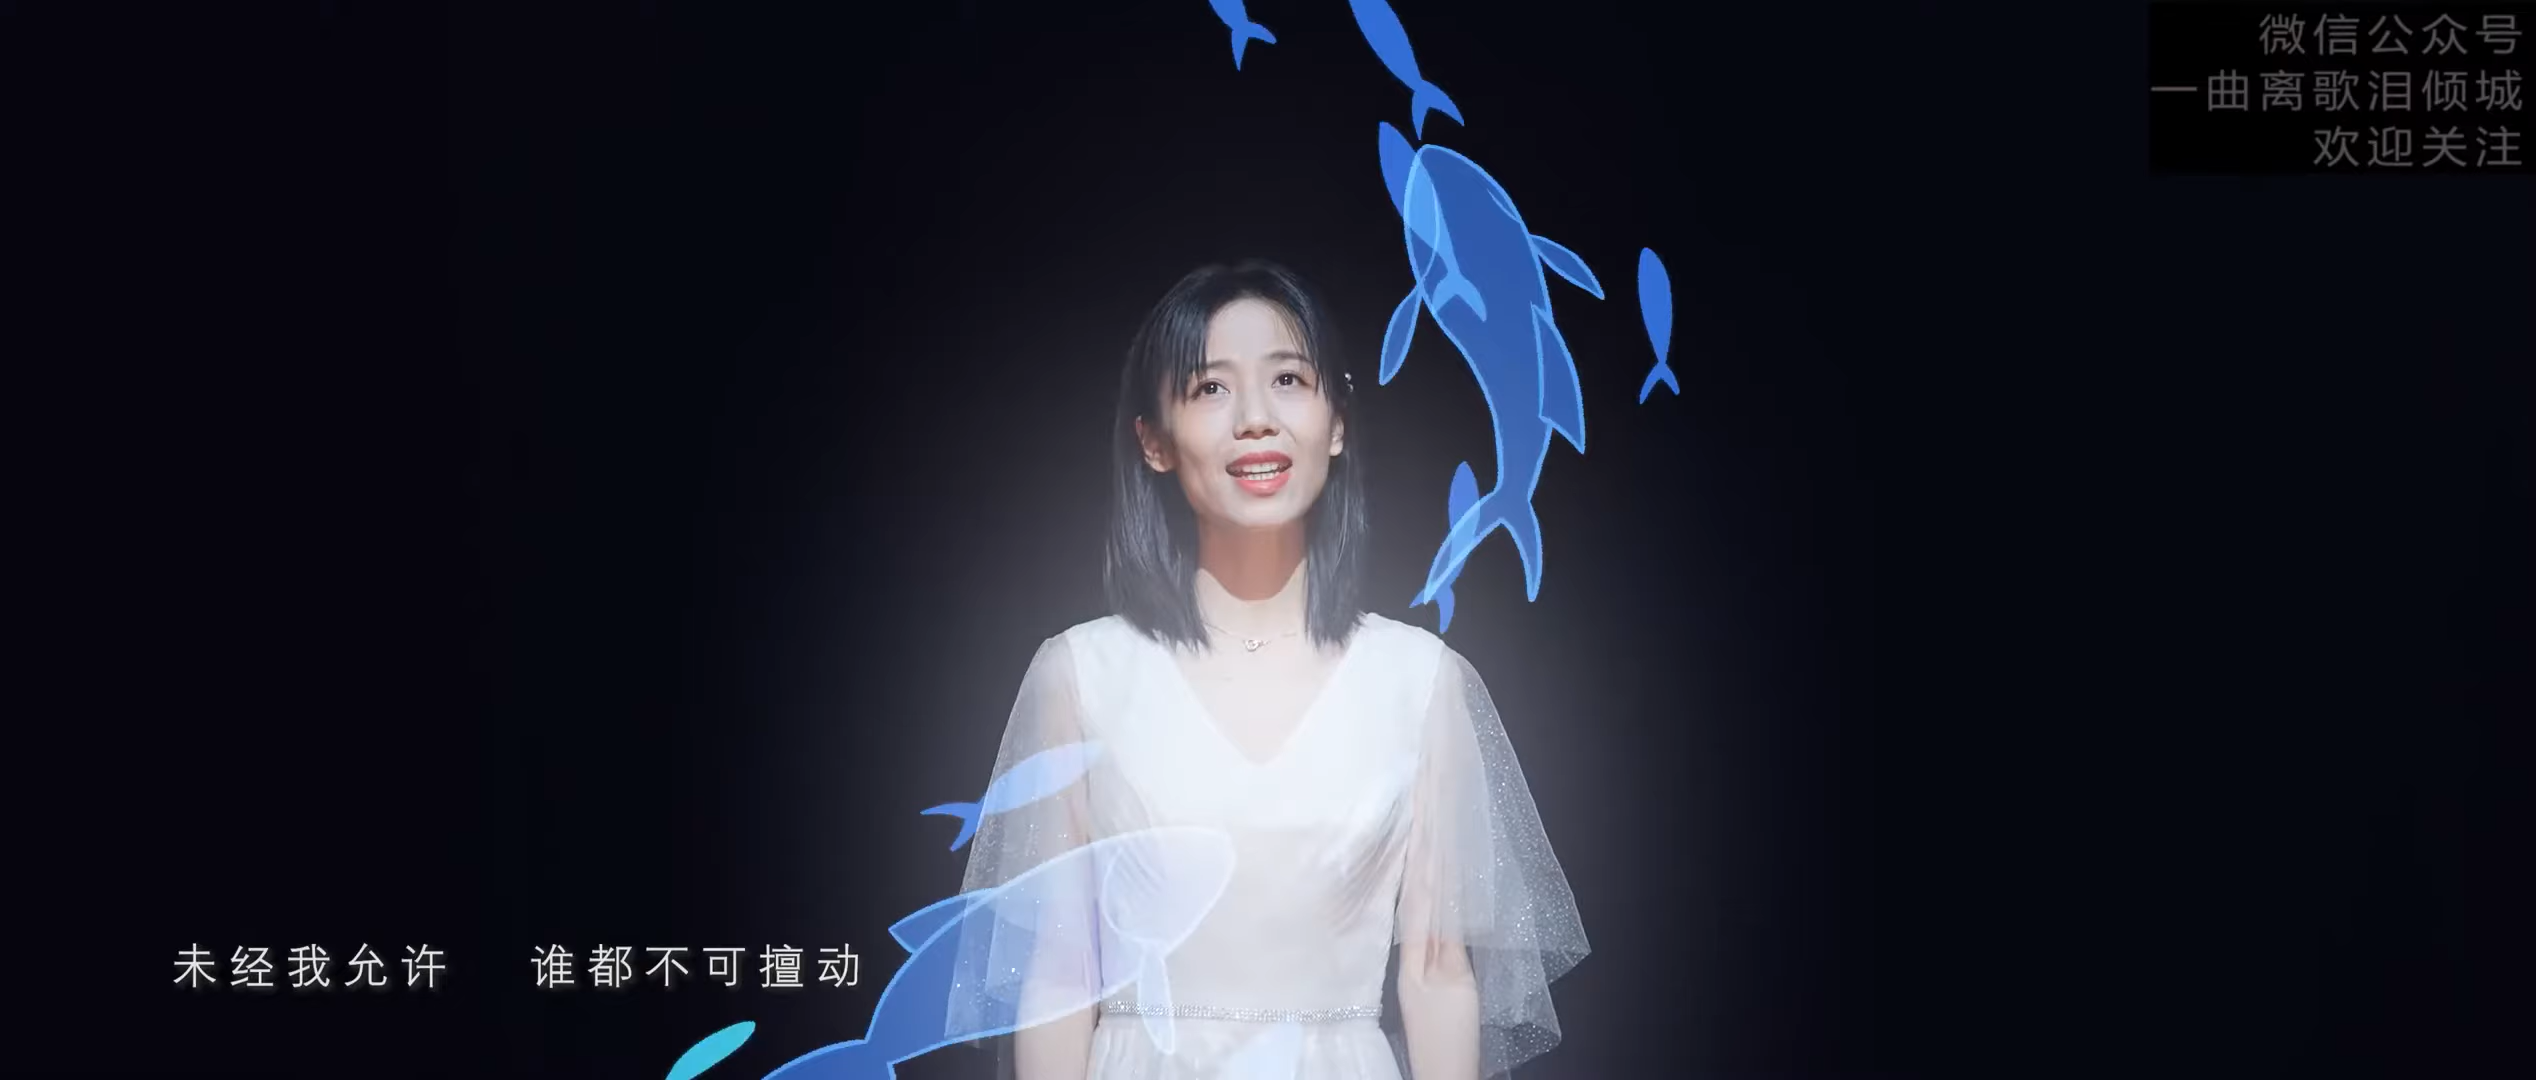 微信公众号
一曲离歌泪倾城
欢迎关注
未经我允许 谁都不可擅动